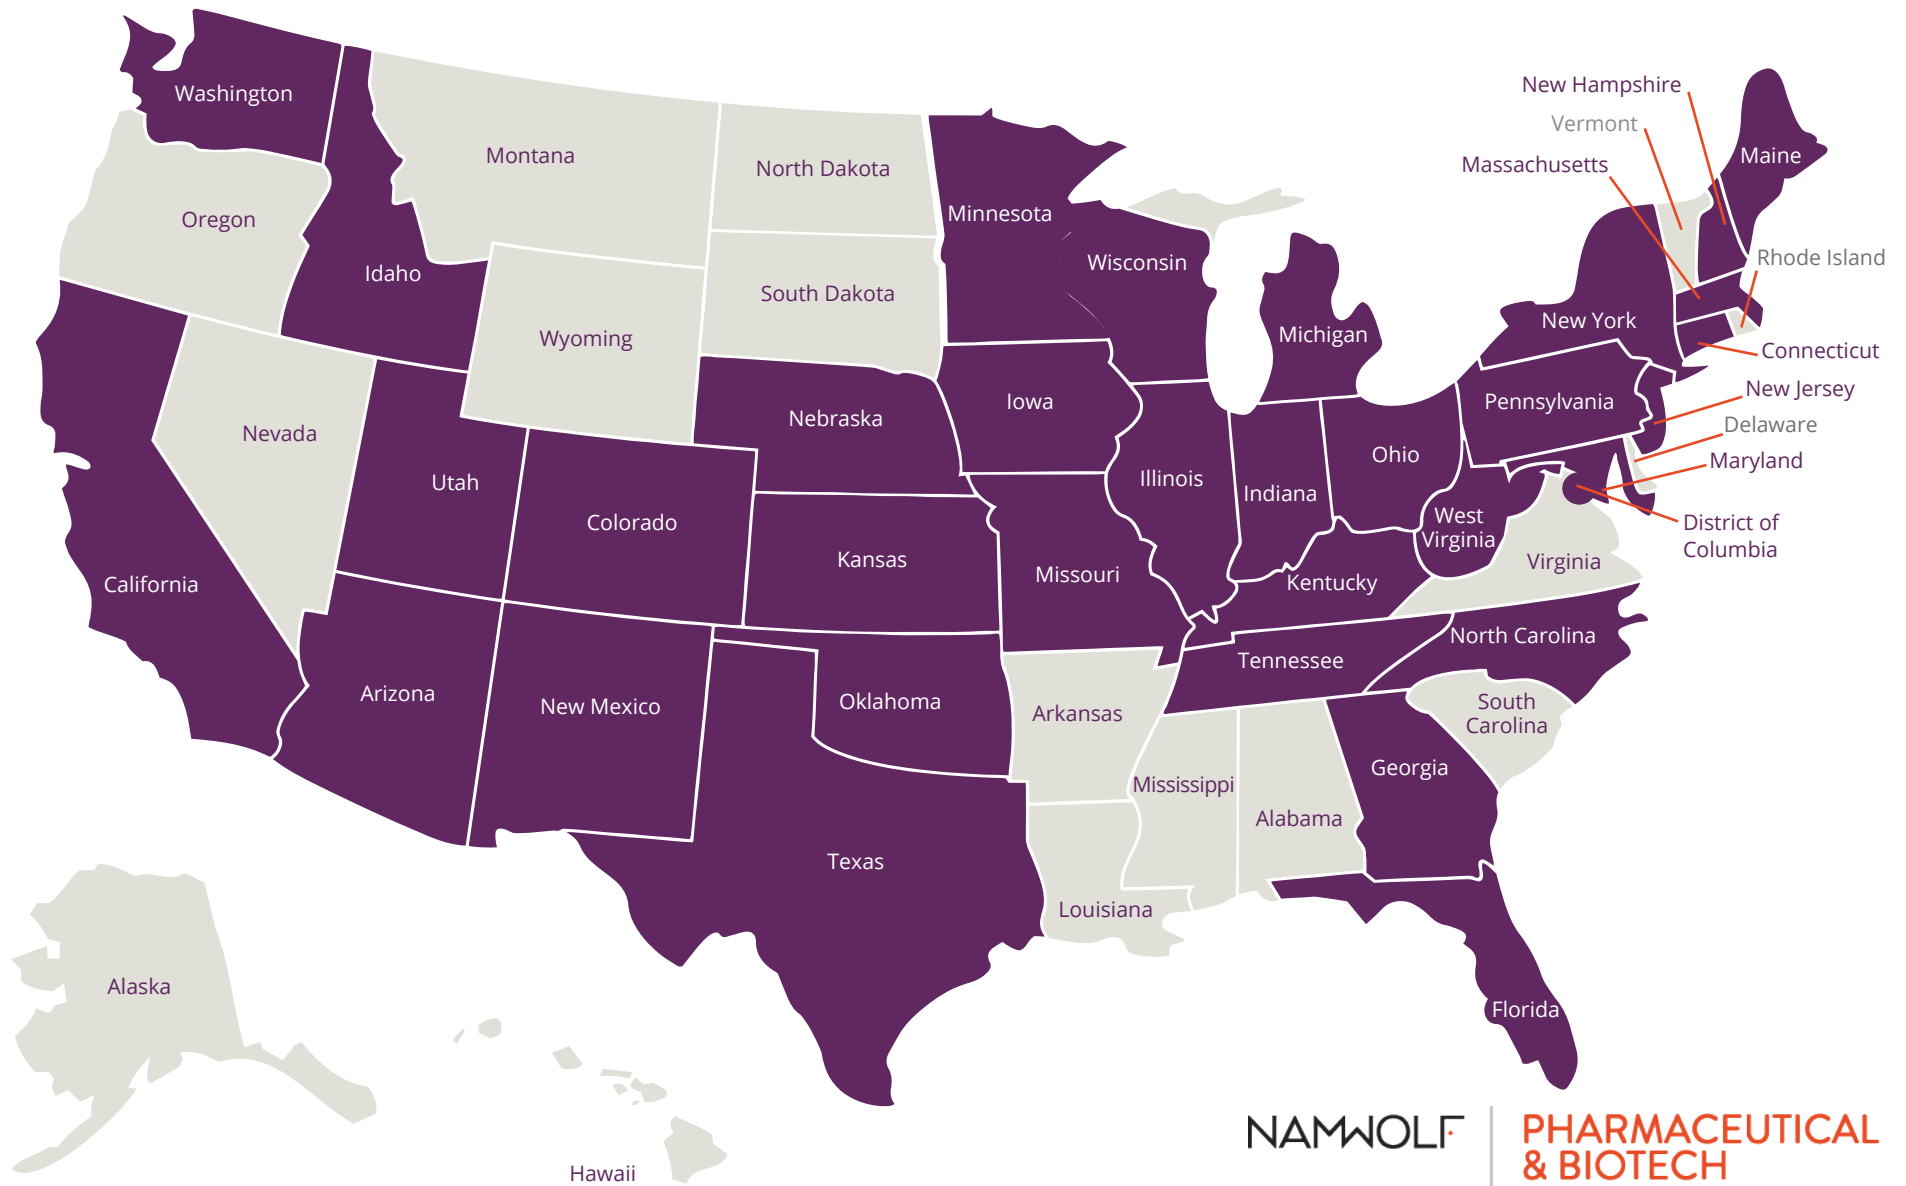 Washington
Montana
North Dakota
Minnesota
New Hampshire
Vermont
Massachusetts
Maine
Oregon
Idaho
Wyoming
South Dakota
Wisconsin
Michigan
New York
Rhode Island
Connecticut
New Jersey
Delaware
Maryland
District of
Columbia
Nevada
Utah
Colorado
Nebraska
Iowa
Illinois
Indiana
Ohio
Pennsylvania
West
Virginia
Virginia
California
Kansas
Missouri
Kentucky
North Carolina
Tennessee
Arizona
New Mexico
Oklahoma
Arkansas
South
Carolina
Mississippi
Alabama
Georgia
Texas
Louisiana
Florida
Alaska
Hawaii
NAMWOLF
PHARMACEUTICAL
& BIOTECH